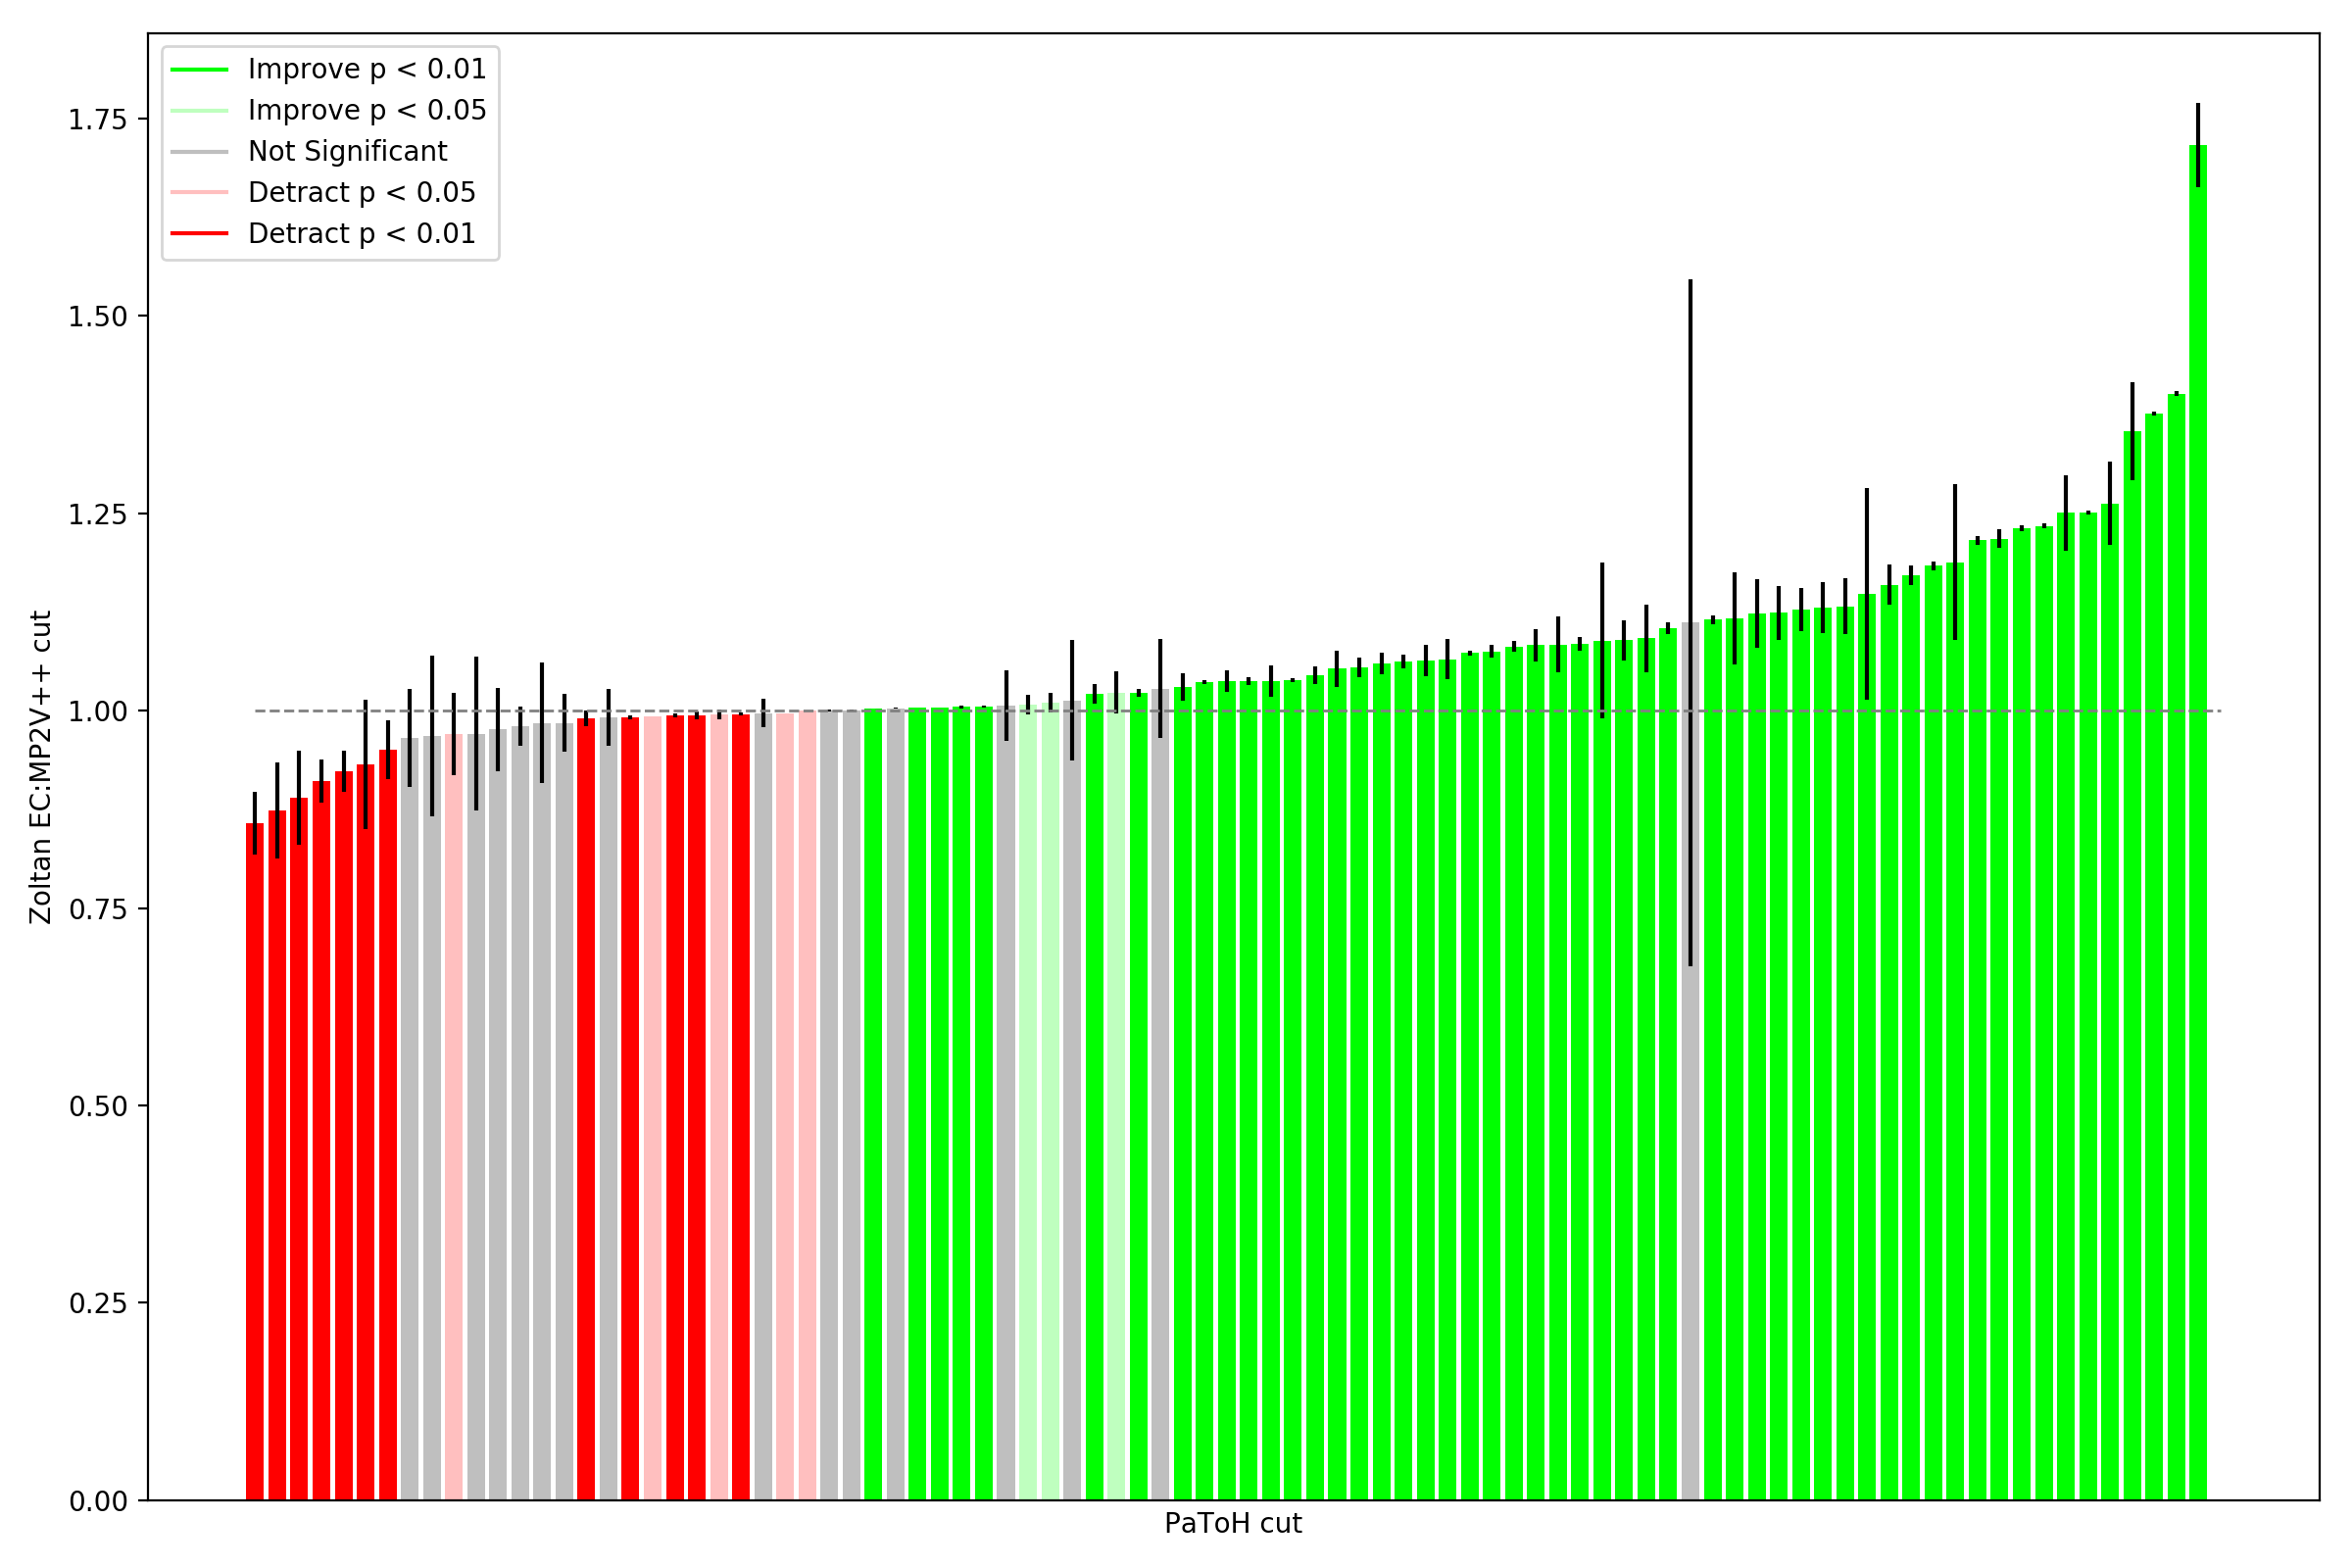 Improve p < 0.01
Improve p < 0.05
Not Significant
Detract p < 0.05
Detract p < 0.01
1.75
1.50
1.25
1.00
0.75
0.50
0.25
0.00
Zoltan EC:MP2V++ cut
PaToH cut